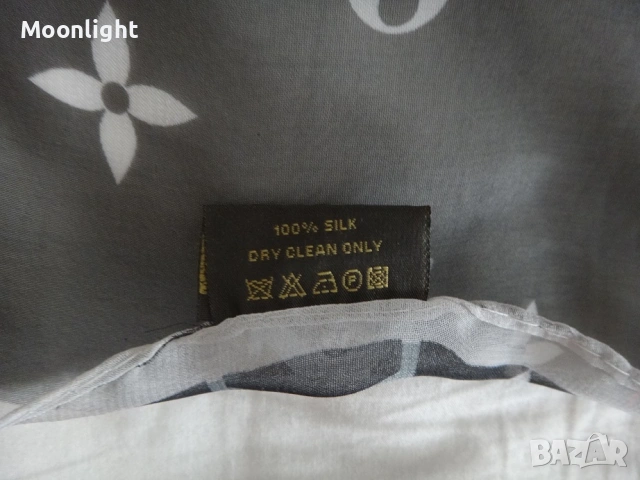 Moonlight
100% SILK
DRY CLEAN ONLY
P
BAZAR